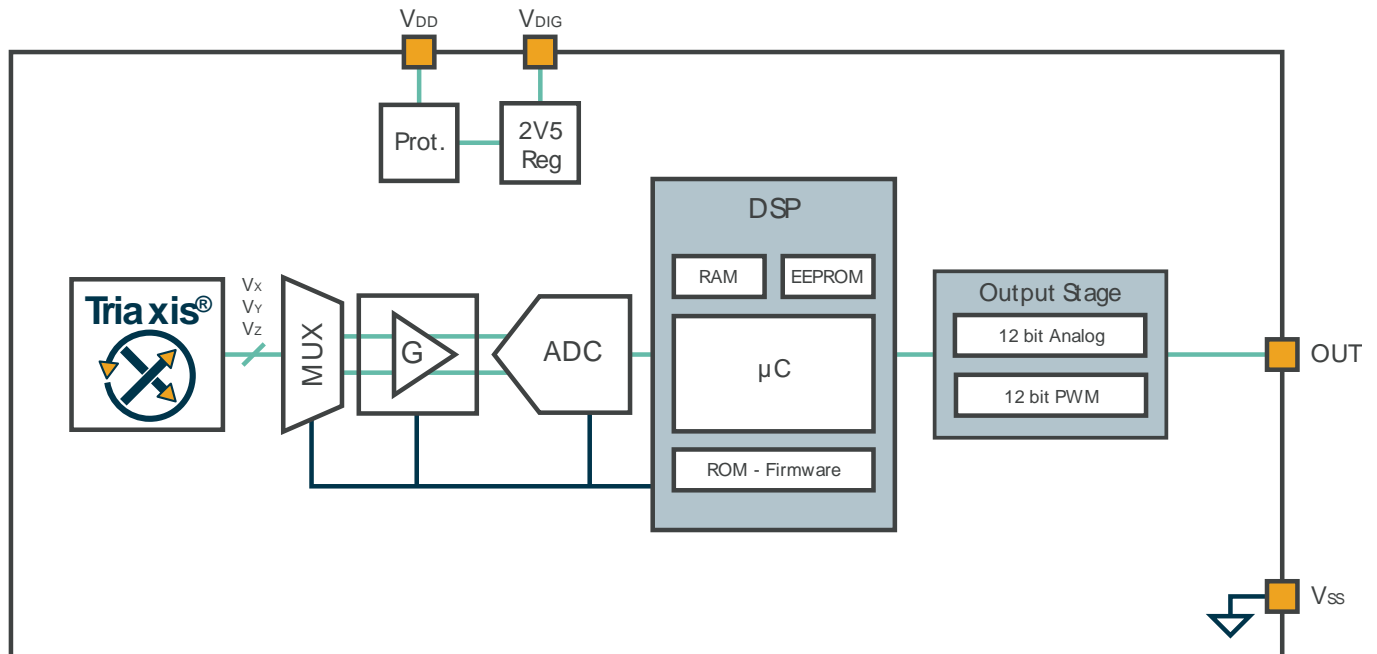 VDD
VDIG
Prot.
2V5
Reg
DSP
RAM
EEPROM
Triaxis®
VX
VY
VZ
MUX
G
ADC
µC
Output Stage
12 bit Analog
12 bit PWM
OUT
ROM - Firmware
VSS